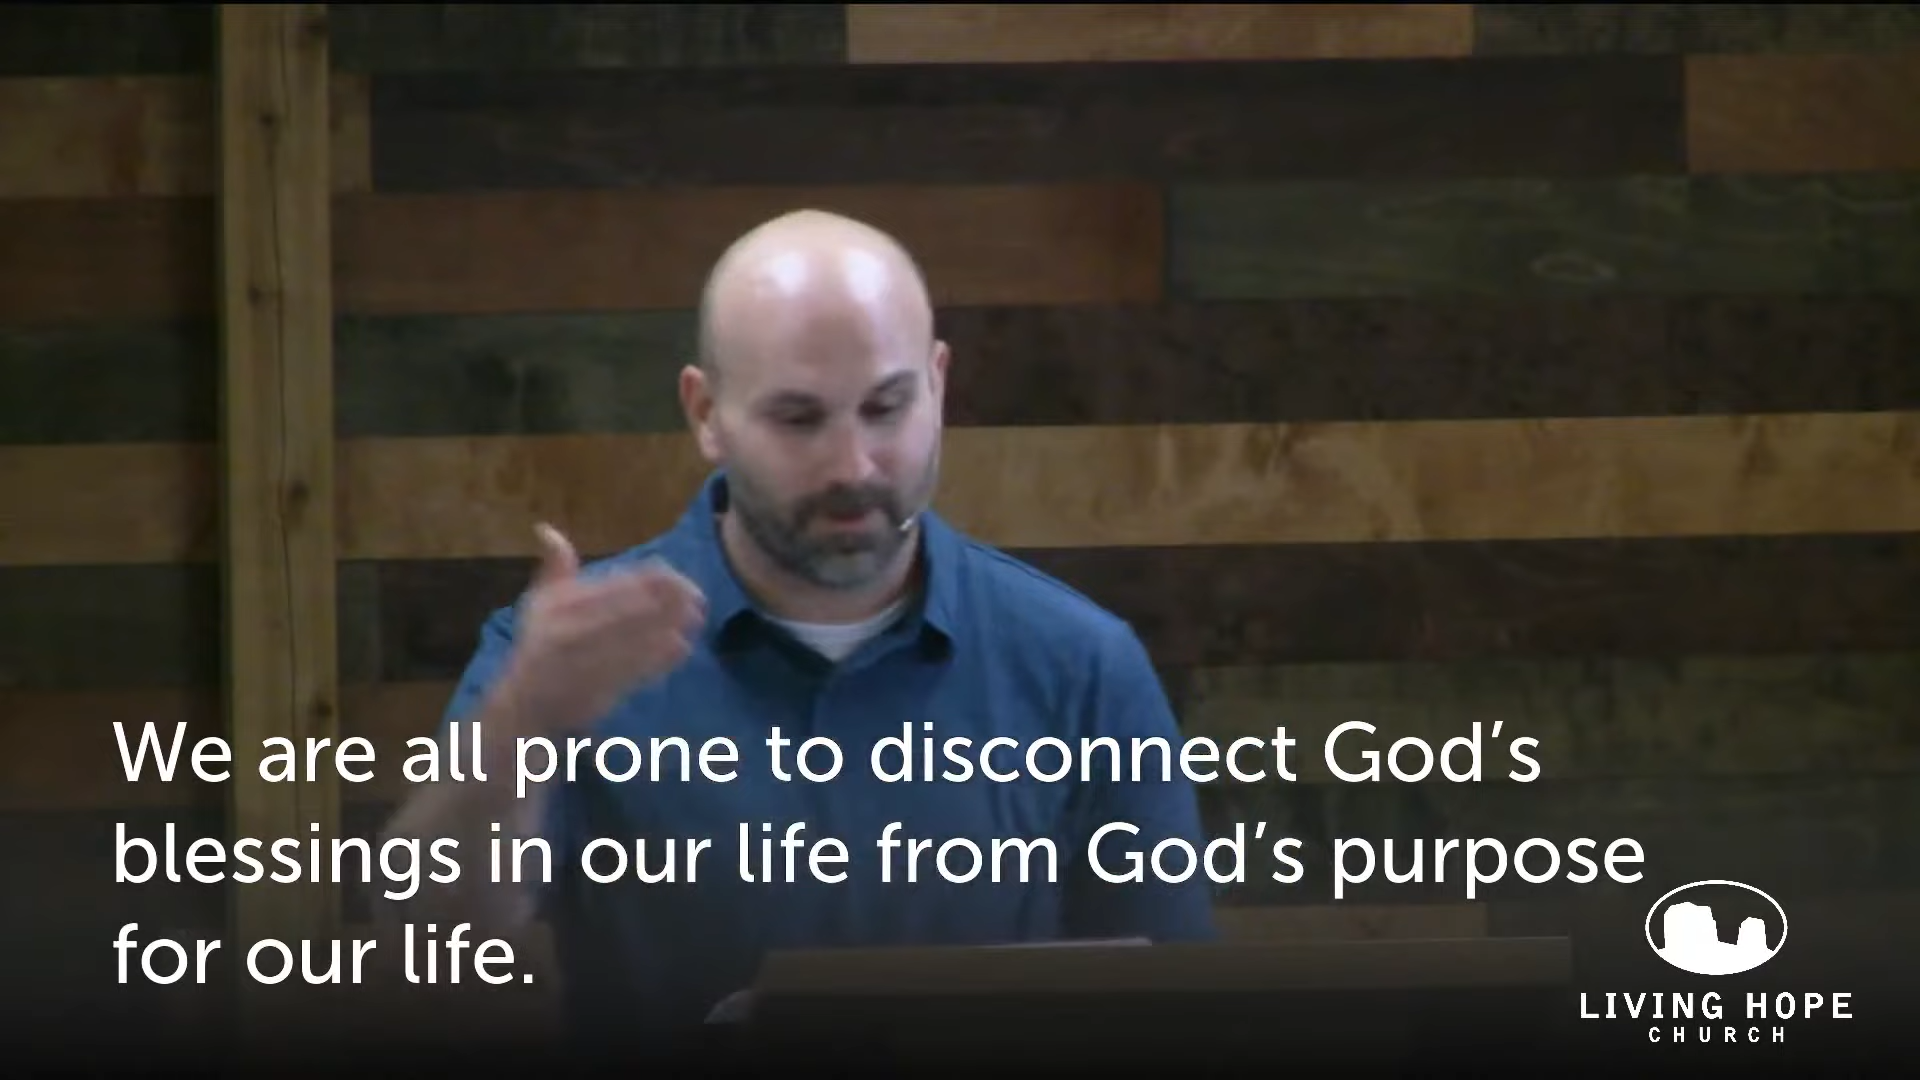 We are all prone to disconnect God’s
blessings in our life from God’s purpose
for our life.
LIVING HOPE
CHURCH